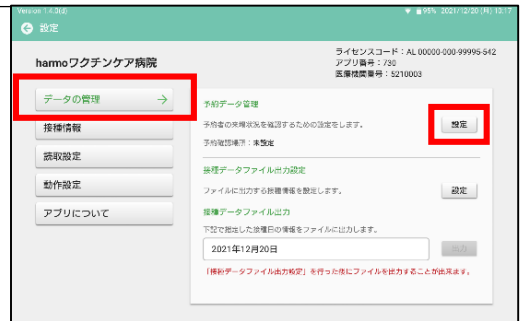 Version 1.4.0(d)
95% 2021/12/20(月) 10:17
設定
harmoワクチンケア病院
ライセンスコード：AL 00000-000-99995-542
アプリ番号：730
医療機関番号：5210003
データの管理
接種情報
読取設定
動作設定
アプリについて
予約データ管理
予約者の来場状況を確認するための設定をします。
設定
予約確認場所：未設定
接種データファイル出力設定
ファイルに出力する接種情報を設定します。
設定
接種データファイル出力
下記で指定した接種日の情報をファイルに出力します。
2021年12月20日
出力
「接種データファイル出力設定」を行った後にファイルを出力することが出来ます。